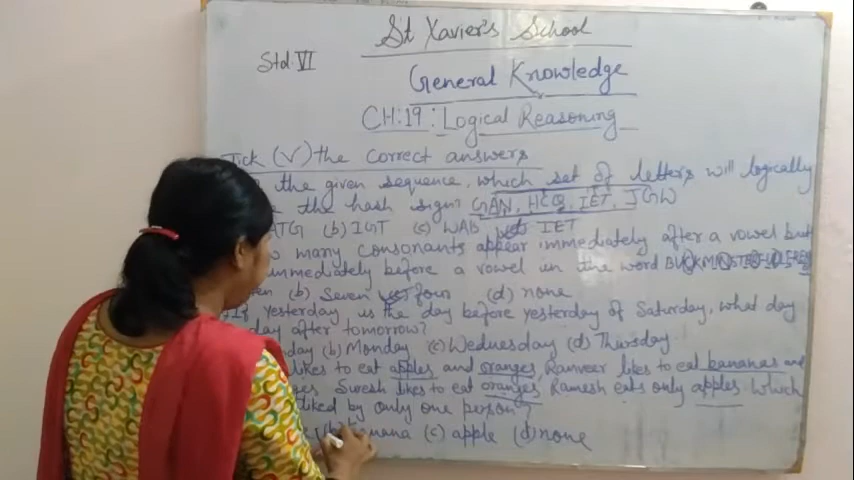 St Xavier's School
Std: VI
General Knowledge
CH:19: Logical Reasoning
Tick (√) the correct answers
the given sequence, which set of letters will logically
the hash sign? GAN, HCQ, IET, JGW
ATG (b) IGT (c) WAB IET
many consonants appear immediately after a vowel but
immediately before a vowel in the word
(b) Seven four (d) none
If yesterday is the day before yesterday of Saturday, what day
day after tomorrow?
(b) Monday (c) Wednesday (d) Thursday
likes to eat apples and oranges, Ranveer likes to eat bananas and
Suresh likes to eat oranges, Ramesh eats only apples which
liked by only one person?
banana (c) apple (d) none